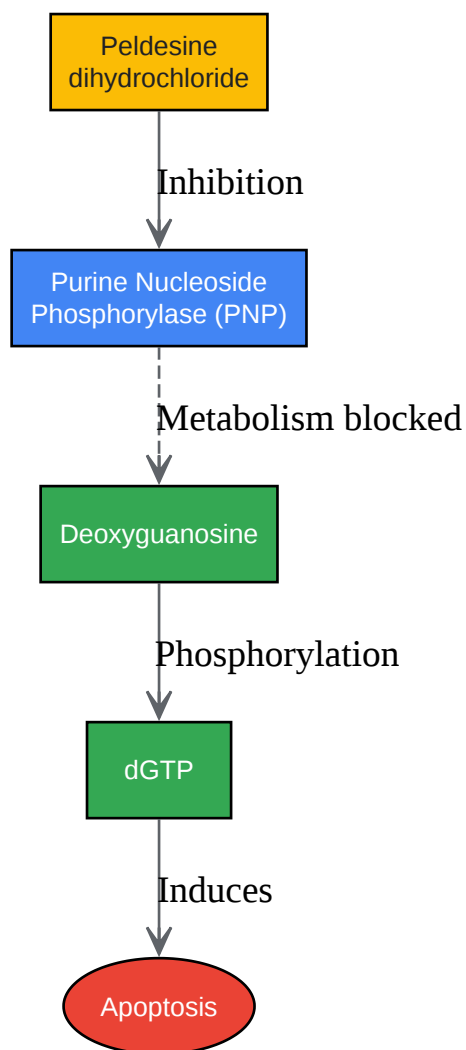 Peldesine
dihydrochloride
Inhibition
Purine Nucleoside
Phosphorylase (PNP)
Metabolism blocked
Deoxyguanosine
Phosphorylation
dGTP
Induces
Apoptosis